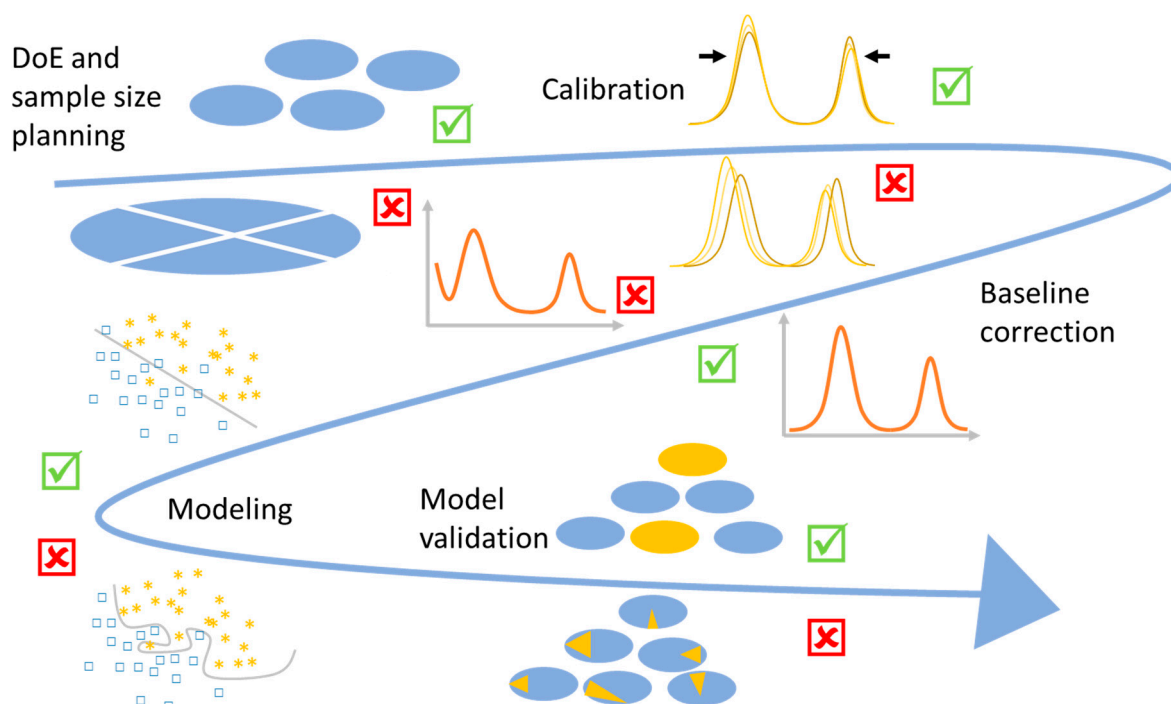 DoE and
sample size
planning
Calibration
Baseline
correction
Modeling
Model
validation